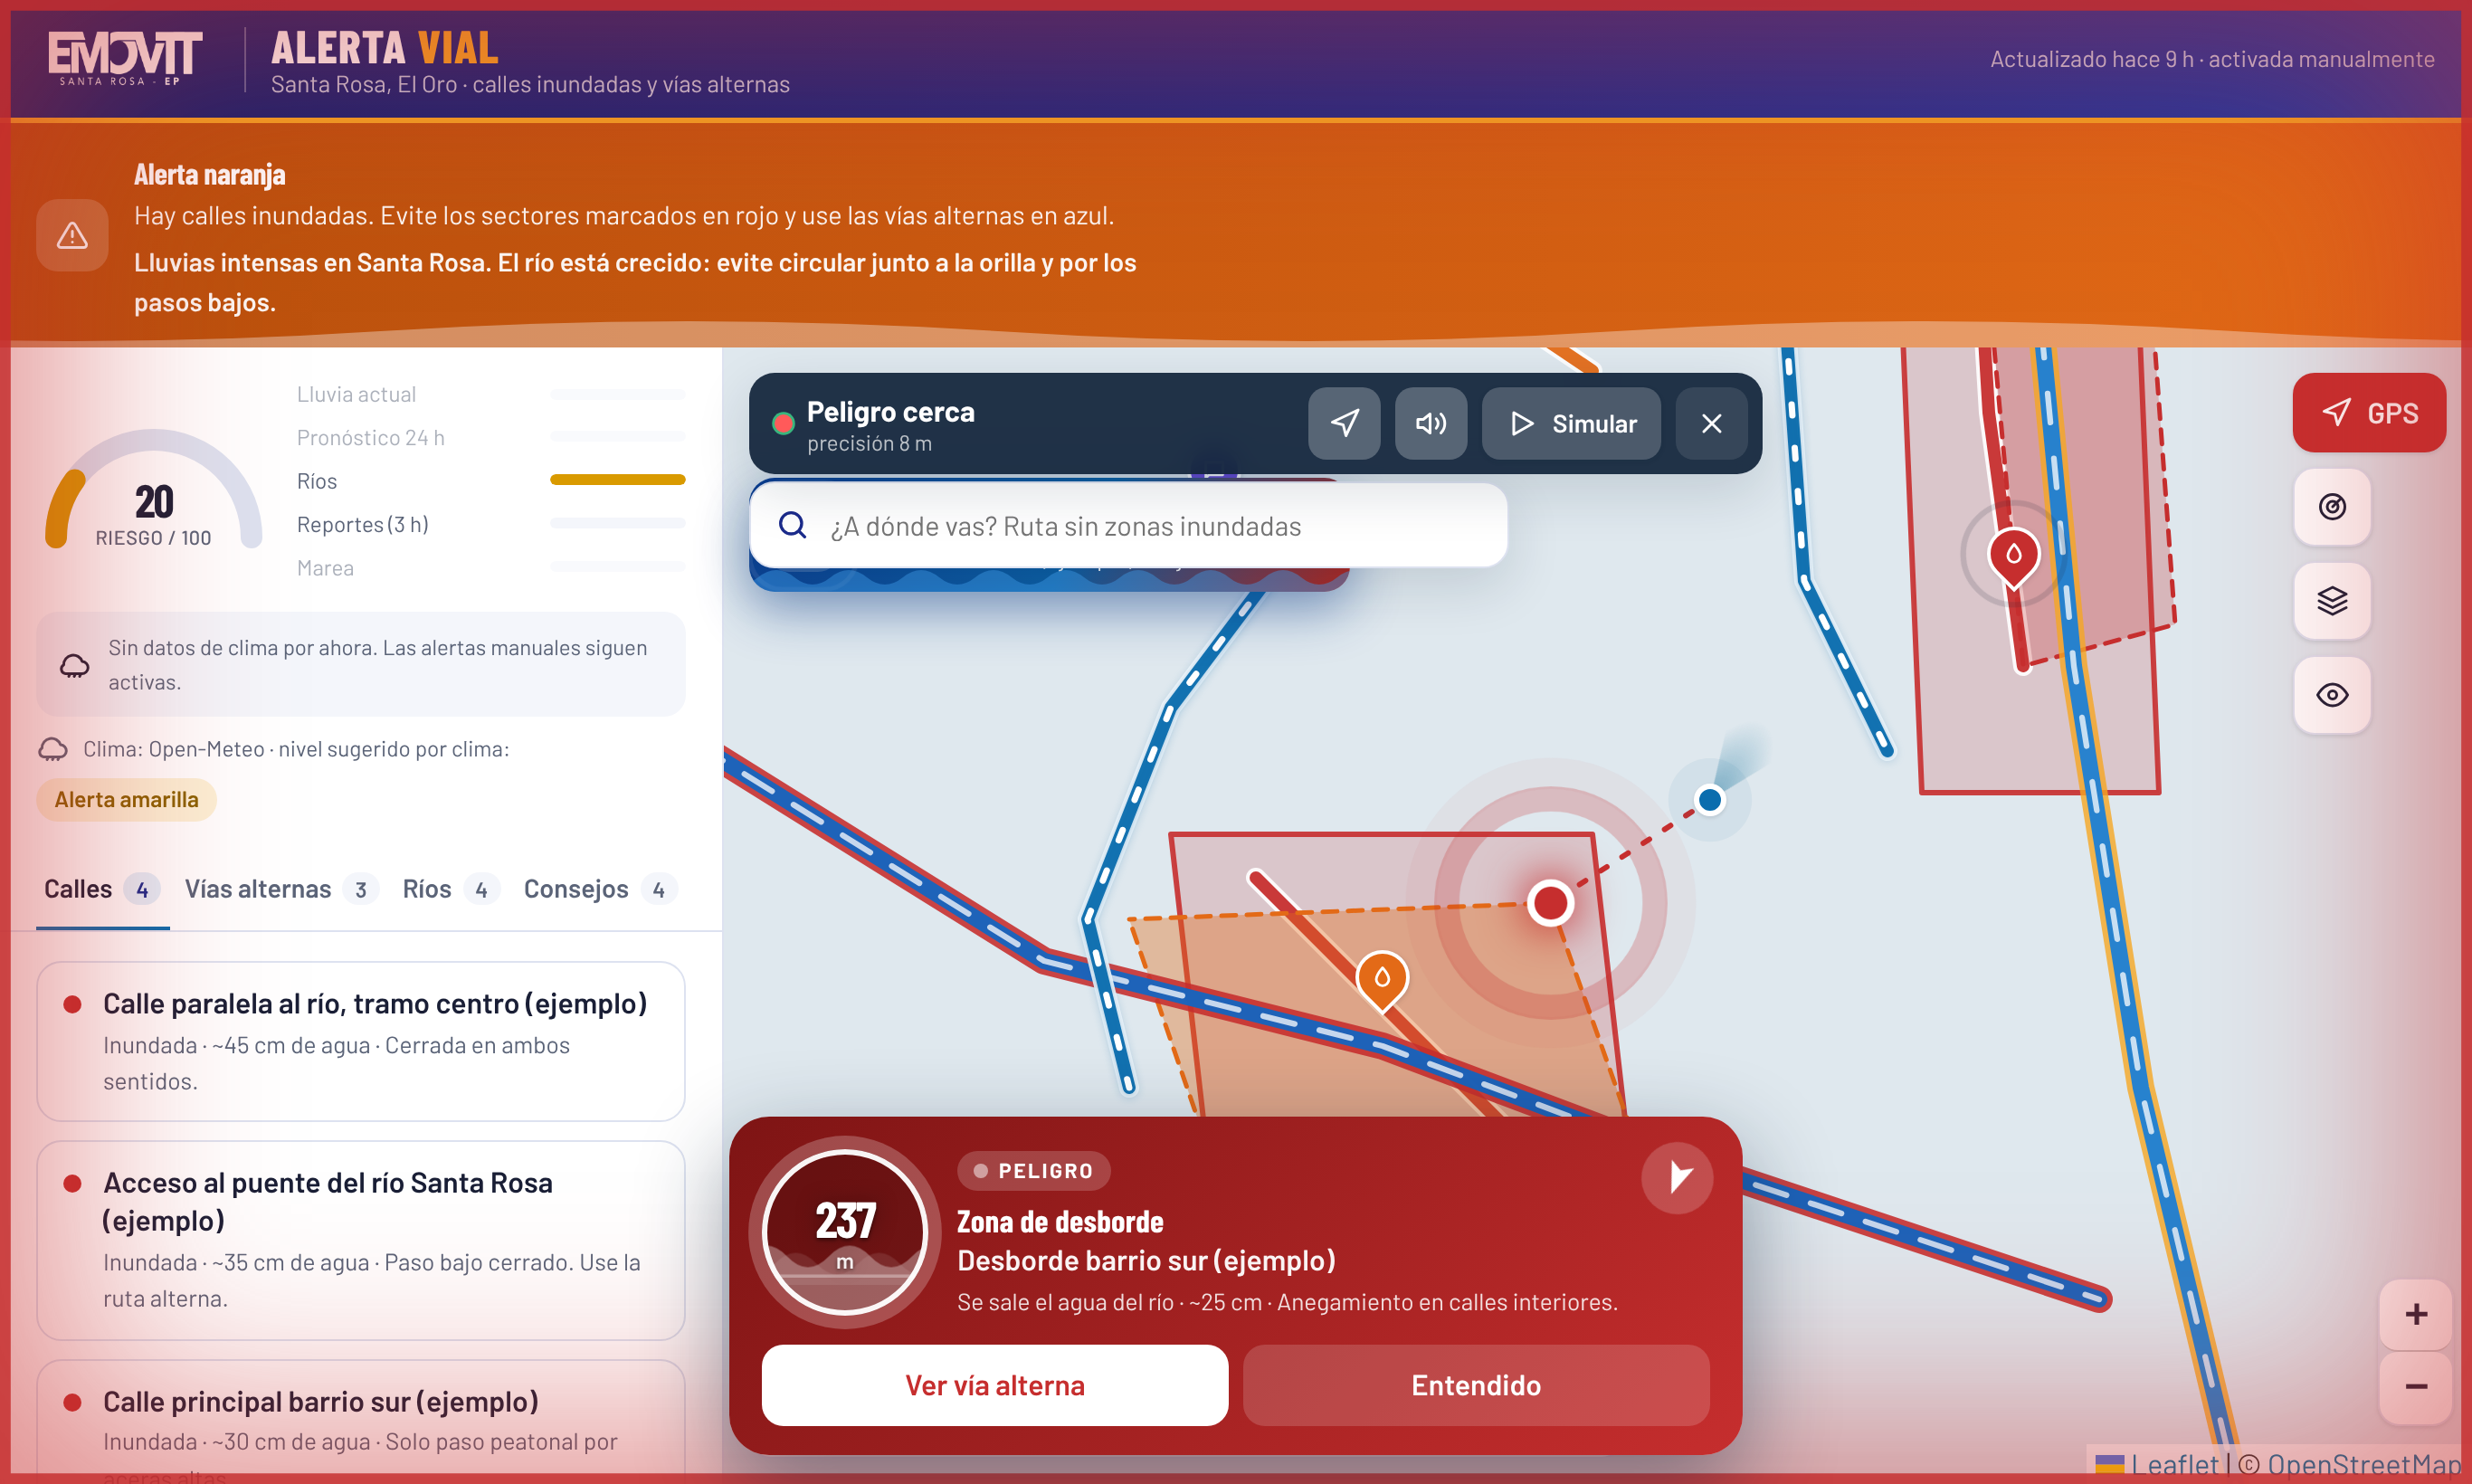 EMOVTT
SANTA ROSA · EP
ALERTA VIAL
Santa Rosa, El Oro · calles inundadas y vías alternas
Actualizado hace 9 h · activada manualmente
Alerta naranja
Hay calles inundadas. Evite los sectores marcados en rojo y use las vías alternas en azul.
Lluvias intensas en Santa Rosa. El río está crecido: evite circular junto a la orilla y por los
pasos bajos.
20
RIESGO / 100
Lluvia actual
Pronóstico 24 h
Ríos
Reportes (3 h)
Marea
Sin datos de clima por ahora. Las alertas manuales siguen
activas.
Clima: Open-Meteo · nivel sugerido por clima:
Alerta amarilla
Calles 4 Vías alternas 3 Ríos 4 Consejos 4
Calle paralela al río, tramo centro (ejemplo)
Inundada · ~45 cm de agua · Cerrada en ambos
sentidos.
Acceso al puente del río Santa Rosa
(ejemplo)
Inundada · ~35 cm de agua · Paso bajo cerrado. Use la
ruta alterna.
Calle principal barrio sur (ejemplo)
Inundada · ~30 cm de agua · Solo paso peatonal por
aceras altas.
Peligro cerca
precisión 8 m
Simular
GPS
¿A dónde vas? Ruta sin zonas inundadas
237
m
PELIGRO
Zona de desborde
Desborde barrio sur (ejemplo)
Se sale el agua del río · ~25 cm · Anegamiento en calles interiores.
Ver vía alterna
Entendido
+
−
Leaflet | © OpenStreetMap